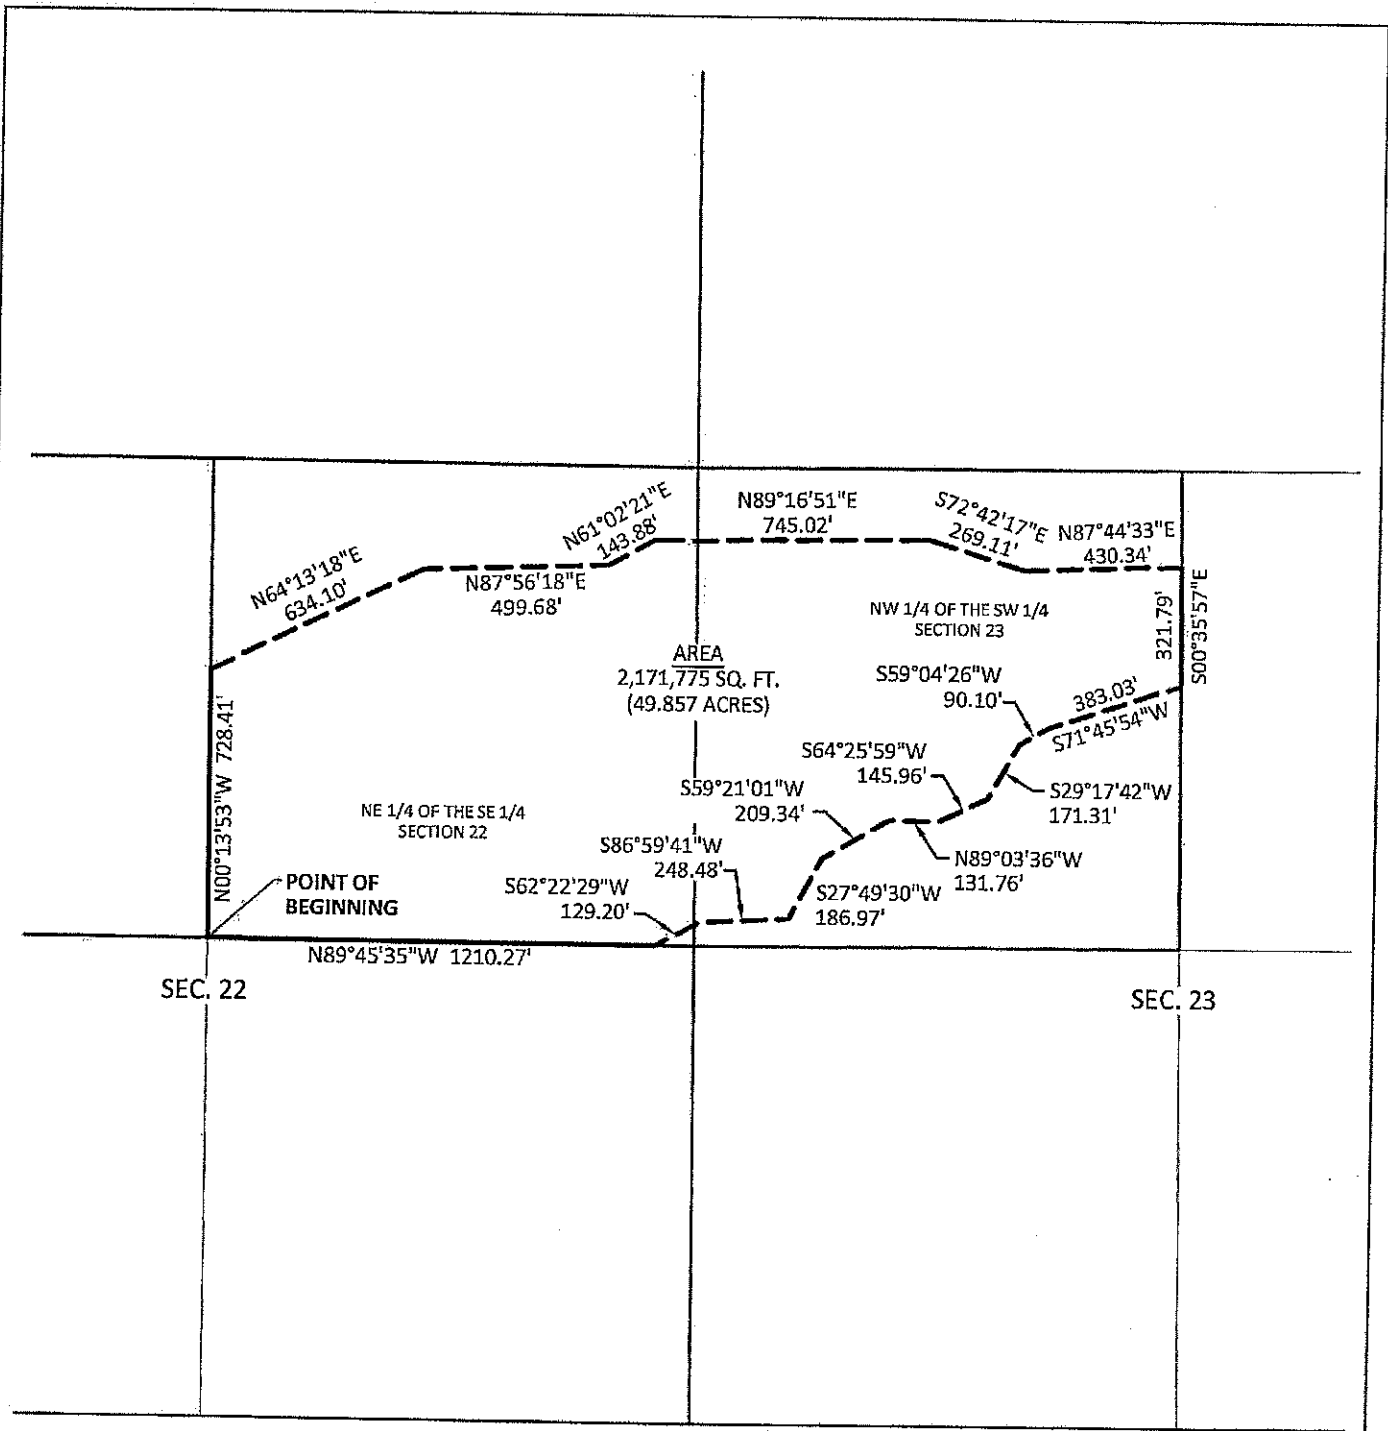 N64°13'18"E
634.10'
N87°56'18"E
499.68'
N61°02'21"E
143.88'
N89°16'51"E
745.02'
S72°42'17"E
269.11'
N87°44'33"E
430.34'
321.79'
S00°35'57"E
NW 1/4 OF THE SW 1/4
SECTION 23
AREA
2,171,775 SQ. FT.
(49.857 ACRES)
S59°04'26"W
90.10'
383.03'
S71°45'54"W
S64°25'59"W
145.96'
S29°17'42"W
171.31'
S59°21'01"W
209.34'
N89°03'36"W
131.76'
NE 1/4 OF THE SE 1/4
SECTION 22
S86°59'41"W
248.48'
S27°49'30"W
186.97'
S62°22'29"W
129.20'
N00°13'53"W 728.41'
POINT OF
BEGINNING
N89°45'35"W 1210.27'
SEC. 22
SEC. 23